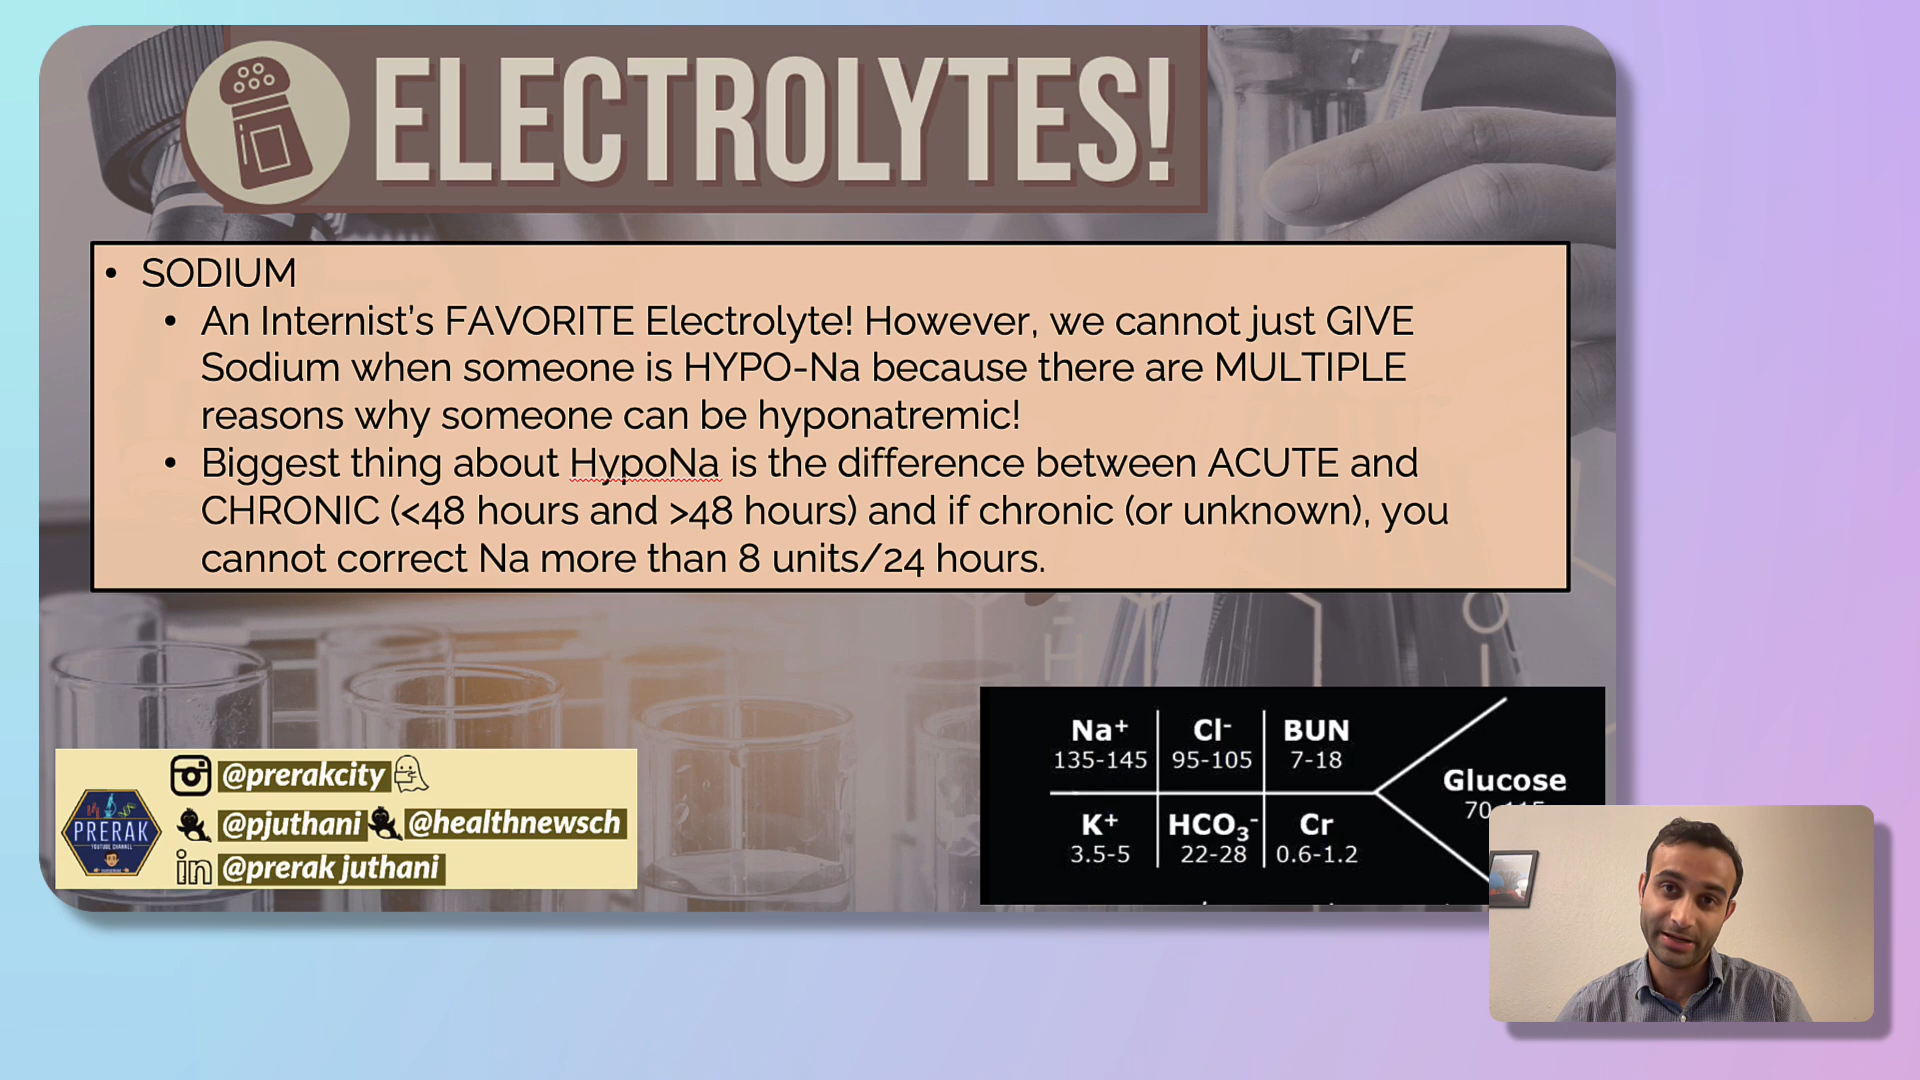 ELECTROLYTES!
• SODIUM
• An Internist's FAVORITE Electrolyte! However, we cannot just GIVE
Sodium when someone is HYPO-Na because there are MULTIPLE
reasons why someone can be hyponatremic!
• Biggest thing about HypoNa is the difference between ACUTE and
CHRONIC (<48 hours and >48 hours) and if chronic (or unknown), you
cannot correct Na more than 8 units/24 hours.
@prerakcity
@pjuthani @healthnewsch
in @prerak juthani
PRERAK
YOUTUBE CHANNEL
Na⁺ Cl⁻ BUN
135-145 95-105 7-18
Glucose
K⁺ HCO₃⁻ Cr
3.5-5 22-28 0.6-1.2